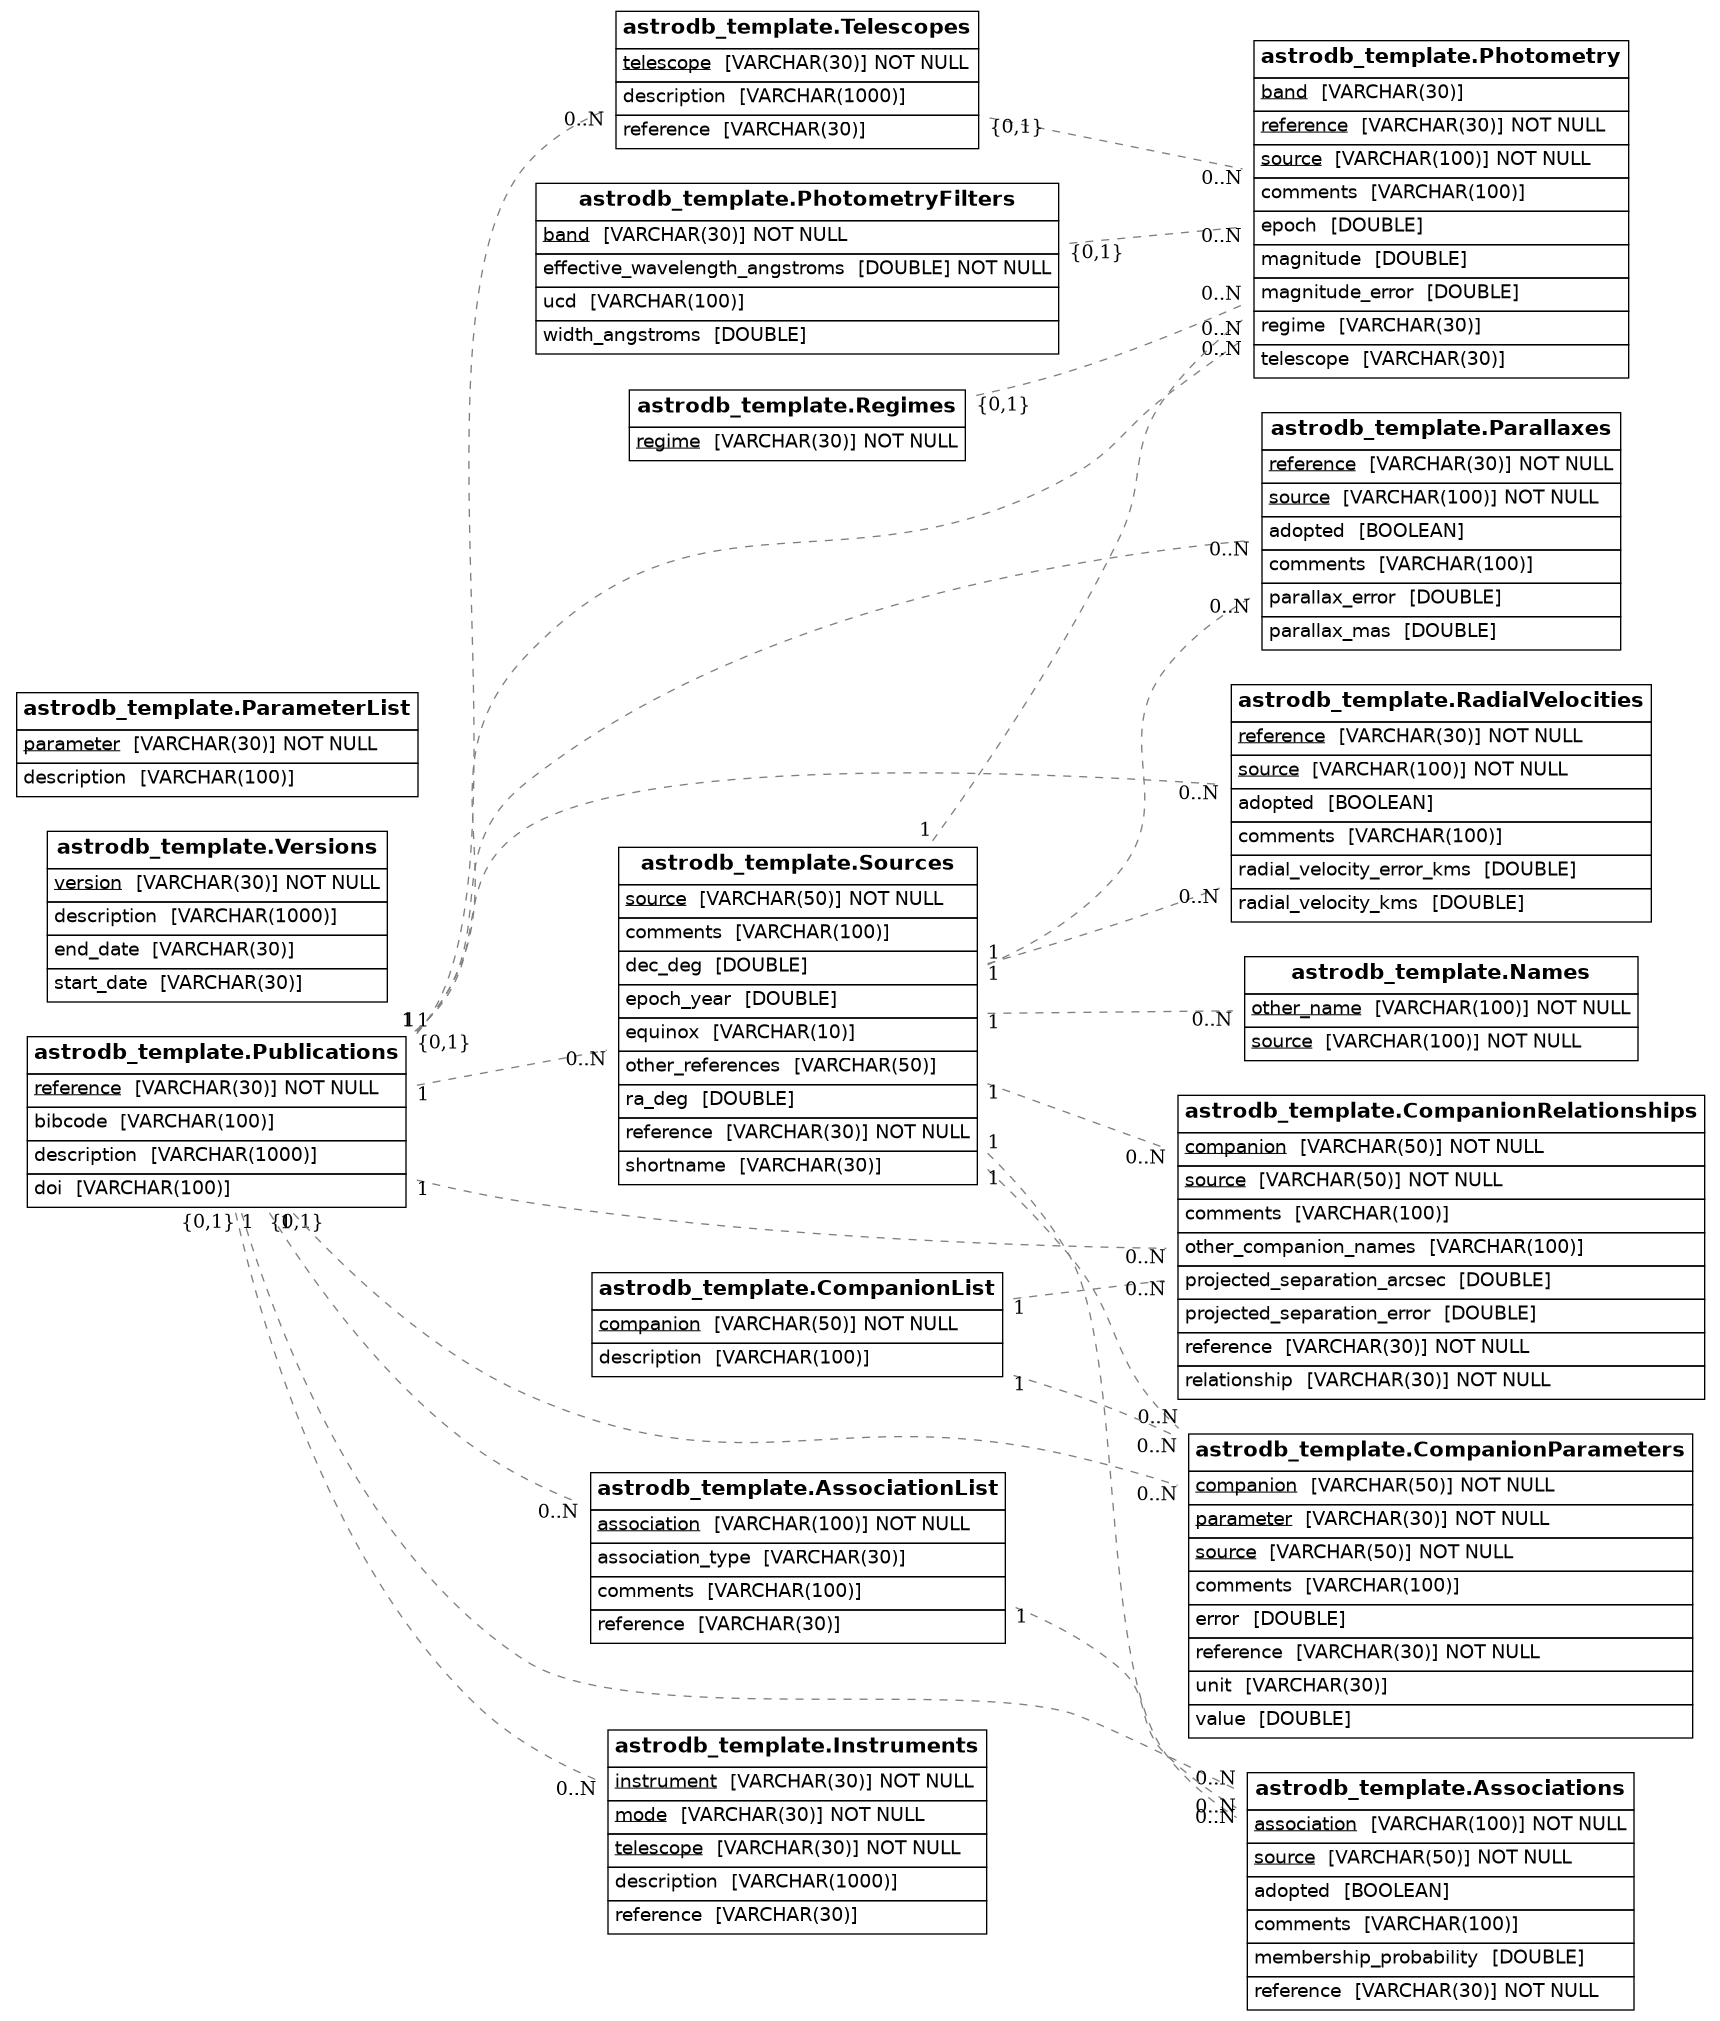 astrodb_template.Telescopes
telescope [VARCHAR(30)] NOT NULL
description [VARCHAR(1000)]
reference [VARCHAR(30)]
0..N
{0,1}
astrodb_template.PhotometryFilters
band [VARCHAR(30)] NOT NULL
effective_wavelength_angstroms [DOUBLE] NOT NULL
ucd [VARCHAR(100)]
width_angstroms [DOUBLE]
{0,1}
astrodb_template.Regimes
regime [VARCHAR(30)] NOT NULL
{0,1}
astrodb_template.Photometry
band [VARCHAR(30)]
reference [VARCHAR(30)] NOT NULL
source [VARCHAR(100)] NOT NULL
comments [VARCHAR(100)]
epoch [DOUBLE]
magnitude [DOUBLE]
magnitude_error [DOUBLE]
regime [VARCHAR(30)]
telescope [VARCHAR(30)]
0..N
0..N
0..N
0..N
0..N
astrodb_template.Parallaxes
reference [VARCHAR(30)] NOT NULL
source [VARCHAR(100)] NOT NULL
adopted [BOOLEAN]
comments [VARCHAR(100)]
parallax_error [DOUBLE]
parallax_mas [DOUBLE]
0..N
0..N
astrodb_template.ParameterList
parameter [VARCHAR(30)] NOT NULL
description [VARCHAR(100)]
astrodb_template.RadialVelocities
reference [VARCHAR(30)] NOT NULL
source [VARCHAR(100)] NOT NULL
adopted [BOOLEAN]
comments [VARCHAR(100)]
radial_velocity_error_kms [DOUBLE]
radial_velocity_kms [DOUBLE]
0..N
0..N
astrodb_template.Versions
version [VARCHAR(30)] NOT NULL
description [VARCHAR(1000)]
end_date [VARCHAR(30)]
start_date [VARCHAR(30)]
astrodb_template.Sources
source [VARCHAR(50)] NOT NULL
comments [VARCHAR(100)]
dec_deg [DOUBLE]
epoch_year [DOUBLE]
equinox [VARCHAR(10)]
other_references [VARCHAR(50)]
ra_deg [DOUBLE]
reference [VARCHAR(30)] NOT NULL
shortname [VARCHAR(30)]
1
1
1
1
1
1
1
0..N
astrodb_template.Names
other_name [VARCHAR(100)] NOT NULL
source [VARCHAR(100)] NOT NULL
0..N
1
1
{0,1}
astrodb_template.Publications
reference [VARCHAR(30)] NOT NULL
bibcode [VARCHAR(100)]
description [VARCHAR(1000)]
doi [VARCHAR(100)]
1
1
{0,1}
1
1
{0,1}
astrodb_template.CompanionRelationships
companion [VARCHAR(50)] NOT NULL
source [VARCHAR(50)] NOT NULL
comments [VARCHAR(100)]
other_companion_names [VARCHAR(100)]
projected_separation_arcsec [DOUBLE]
projected_separation_error [DOUBLE]
reference [VARCHAR(30)] NOT NULL
relationship [VARCHAR(30)] NOT NULL
0..N
0..N
0..N
astrodb_template.CompanionList
companion [VARCHAR(50)] NOT NULL
description [VARCHAR(100)]
1
1
astrodb_template.CompanionParameters
companion [VARCHAR(50)] NOT NULL
parameter [VARCHAR(30)] NOT NULL
source [VARCHAR(50)] NOT NULL
comments [VARCHAR(100)]
error [DOUBLE]
reference [VARCHAR(30)] NOT NULL
unit [VARCHAR(30)]
value [DOUBLE]
0..N
0..N
0..N
astrodb_template.AssociationList
association [VARCHAR(100)] NOT NULL
association_type [VARCHAR(30)]
comments [VARCHAR(100)]
reference [VARCHAR(30)]
0..N
1
astrodb_template.Instruments
instrument [VARCHAR(30)] NOT NULL
mode [VARCHAR(30)] NOT NULL
telescope [VARCHAR(30)] NOT NULL
description [VARCHAR(1000)]
reference [VARCHAR(30)]
0..N
astrodb_template.Associations
association [VARCHAR(100)] NOT NULL
source [VARCHAR(50)] NOT NULL
adopted [BOOLEAN]
comments [VARCHAR(100)]
membership_probability [DOUBLE]
reference [VARCHAR(30)] NOT NULL
0..N
0..N
0..N